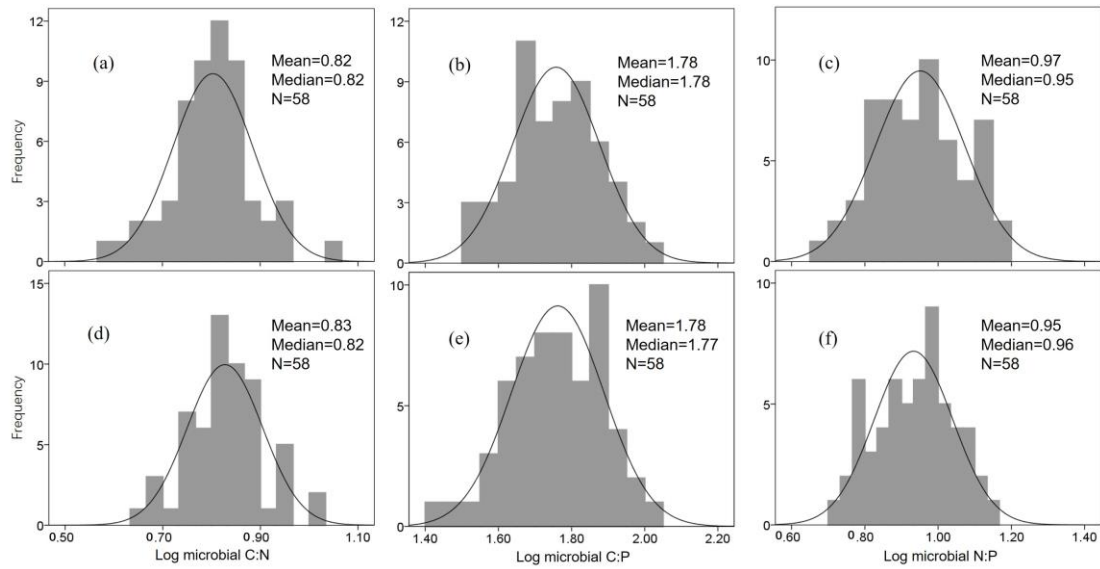 12
9
6
3
0
Frequency
(a)
Mean=0.82
Median=0.82
N=58
12
9
6
3
0
(b)
Mean=1.78
Median=1.78
N=58
10
5
0
(c)
Mean=0.97
Median=0.95
N=58
15
10
5
0
Frequency
(d)
Mean=0.83
Median=0.82
N=58
0.50 0.70 0.90 1.10
Log microbial C:N
10
5
0
(e)
Mean=1.78
Median=1.77
N=58
1.40 1.60 1.80 2.00 2.20
Log microbial C:P
10
5
0
(f)
Mean=0.95
Median=0.96
N=58
0.60 0.80 1.00 1.20 1.40
Log microbial N:P